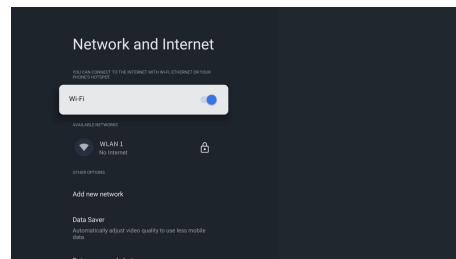 Network and Internet
YOU CAN CONNECT TO THE INTERNET WITH WI-FI, ETHERNET OR YOUR
PHONE'S HOTSPOT
Wi-Fi
AVAILABLE NETWORKS
WLAN 1
No Internet
OTHER OPTIONS
Add new network
Data Saver
Automatically adjust video quality to use less mobile
data